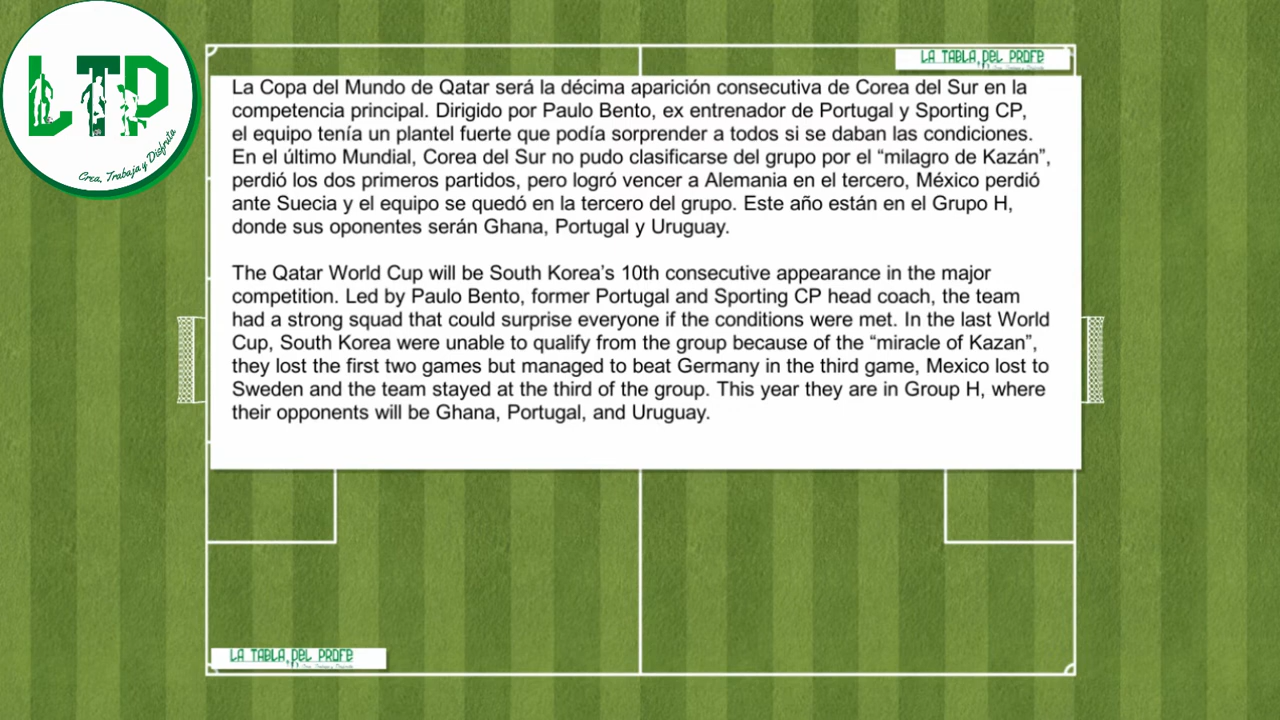 LTP
Crea, Trabaja y Disfruta
LA TABLA DEL PROFE
La Copa del Mundo de Qatar será la décima aparición consecutiva de Corea del Sur en la
competencia principal. Dirigido por Paulo Bento, ex entrenador de Portugal y Sporting CP,
el equipo tenía un plantel fuerte que podía sorprender a todos si se daban las condiciones.
En el último Mundial, Corea del Sur no pudo clasificarse del grupo por el “milagro de Kazán”,
perdió los dos primeros partidos, pero logró vencer a Alemania en el tercero, México perdió
ante Suecia y el equipo se quedó en la tercero del grupo. Este año están en el Grupo H,
donde sus oponentes serán Ghana, Portugal y Uruguay.
The Qatar World Cup will be South Korea’s 10th consecutive appearance in the major
competition. Led by Paulo Bento, former Portugal and Sporting CP head coach, the team
had a strong squad that could surprise everyone if the conditions were met. In the last World
Cup, South Korea were unable to qualify from the group because of the “miracle of Kazan”,
they lost the first two games but managed to beat Germany in the third game, Mexico lost to
Sweden and the team stayed at the third of the group. This year they are in Group H, where
their opponents will be Ghana, Portugal, and Uruguay.
LA TABLA DEL PROFE